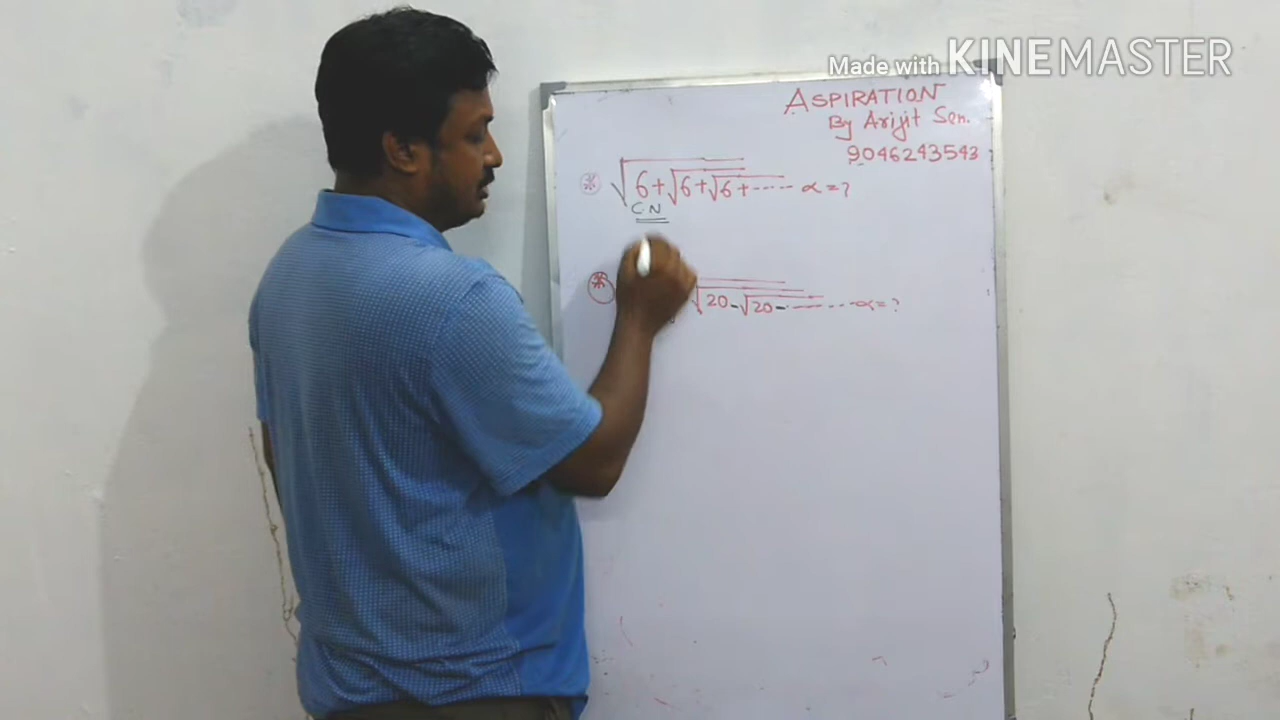 Made with KINEMASTER
ASPIRATION
By Arijit Sen.
9046243543
* √6+√6+√6+----- α=?
CN
* √20-√20-------- α=?